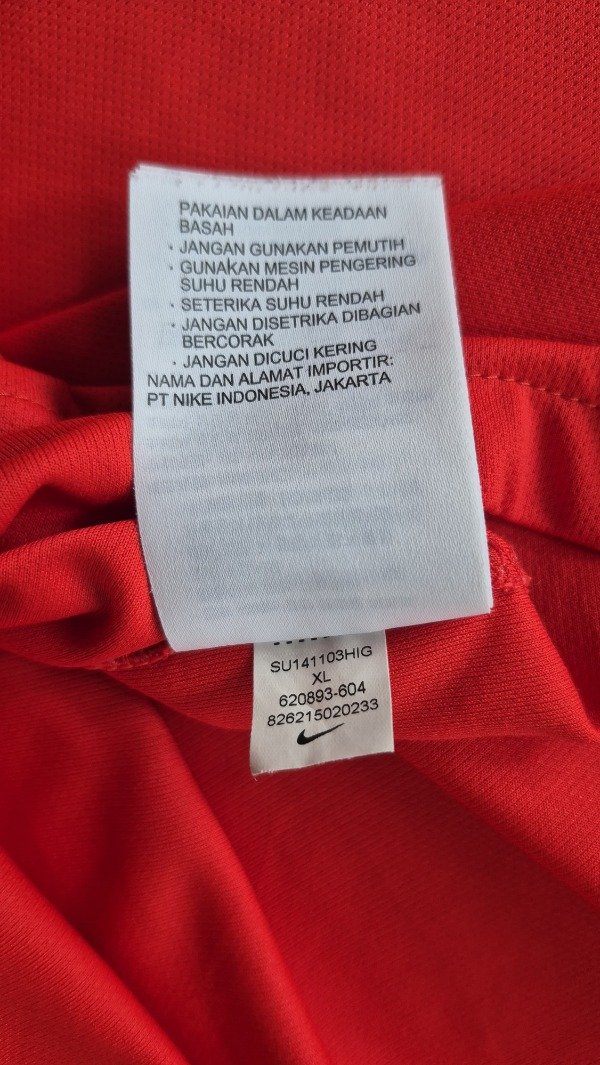 PAKAIAN DALAM KEADAAN
BASAH
· JANGAN GUNAKAN PEMUTIH
· GUNAKAN MESIN PENGERING
SUHU RENDAH
· SETERIKA SUHU RENDAH
· JANGAN DISETRIKA DIBAGIAN
BERCORAK
· JANGAN DICUCI KERING
NAMA DAN ALAMAT IMPORTIR:
PT NIKE INDONESIA, JAKARTA
SU141103HIG
XL
620893-604
826215020233